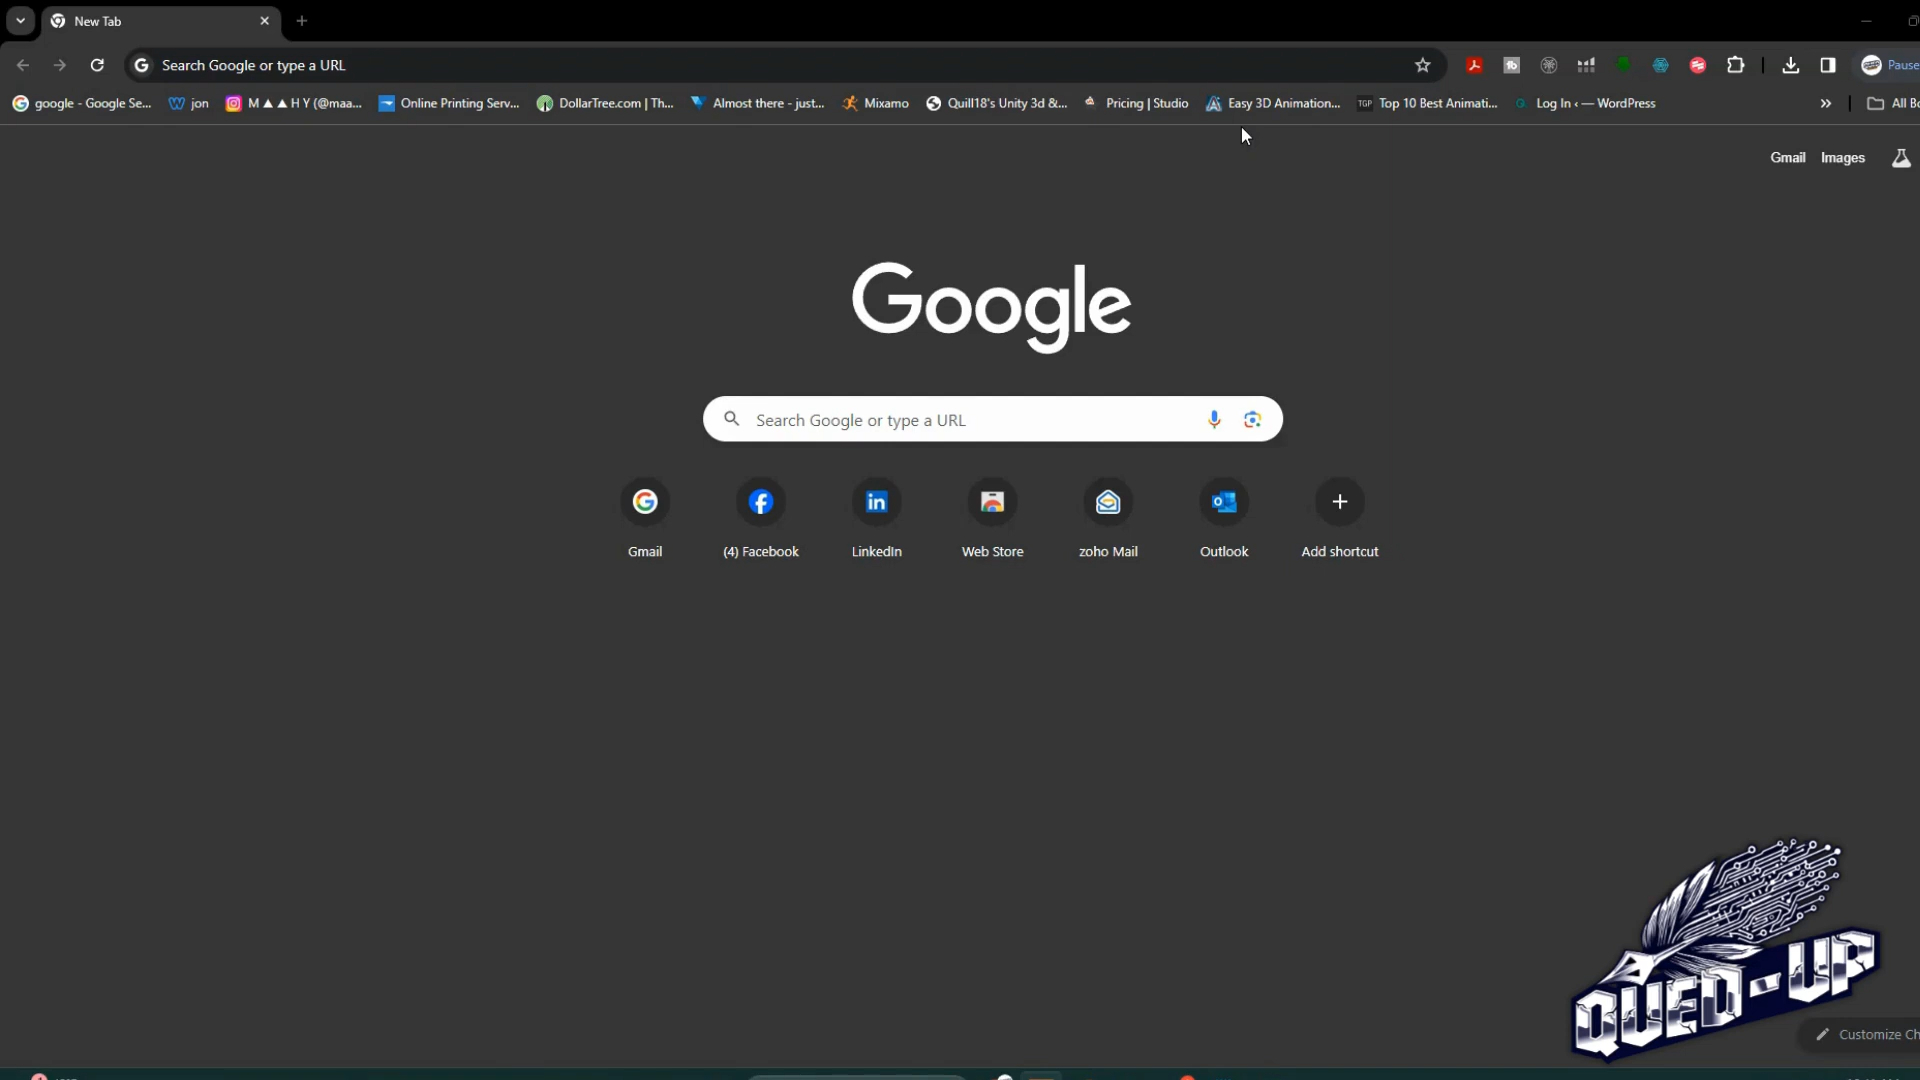 New Tab
Search Google or type a URL
Pause
google - Google Se...
jon
M ▲ ▲ H Y (@maa...
Online Printing Serv...
DollarTree.com | Th...
Almost there - just...
Mixamo
Quill18's Unity 3d &...
Pricing | Studio
Easy 3D Animation...
TGP Top 10 Best Animati...
Log In ‹ — WordPress
All Bo
Gmail
Images
Google
Search Google or type a URL
Gmail
(4) Facebook
LinkedIn
Web Store
zoho Mail
Outlook
Add shortcut
QUED-UP
Customize Ch